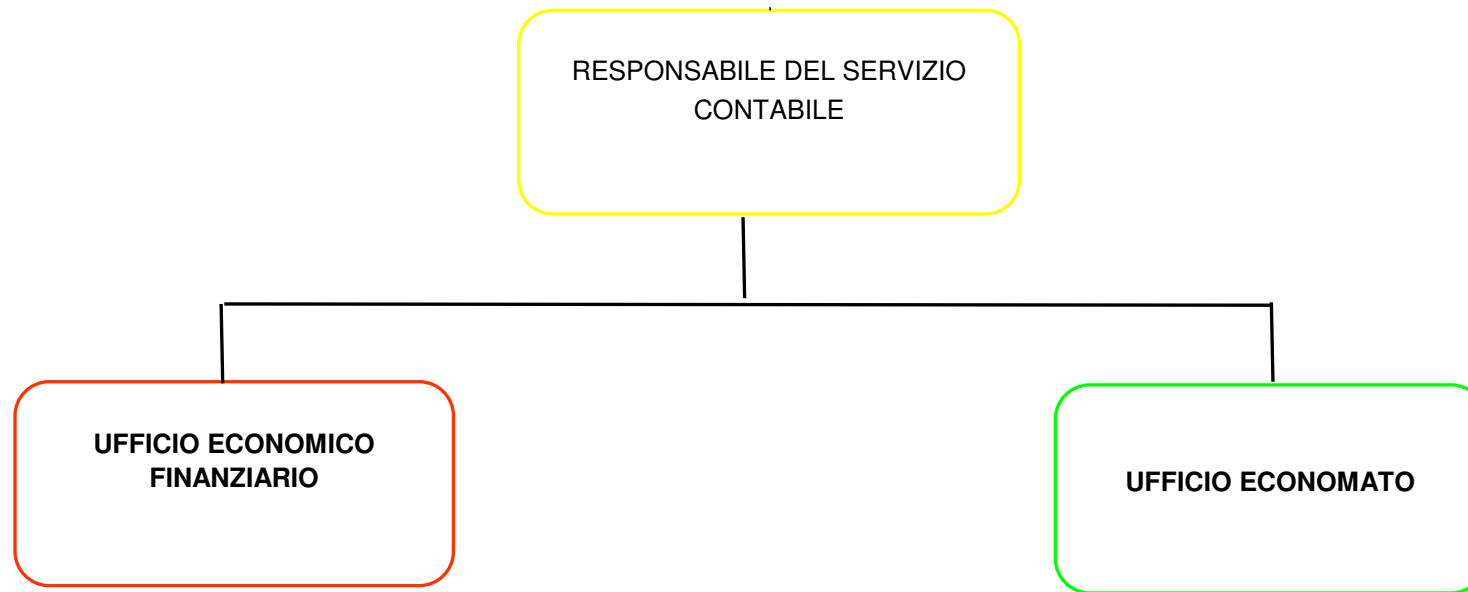 RESPONSABILE DEL SERVIZIO
CONTABILE
UFFICIO ECONOMICO
FINANZIARIO
UFFICIO ECONOMATO